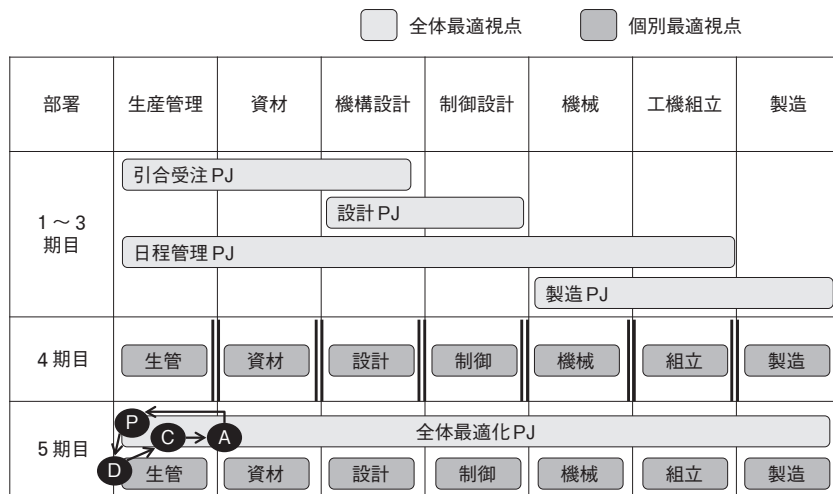 全体最適視点 個別最適視点
部署 生産管理 資材 機構設計 制御設計 機械 工機組立 製造
引合受注PJ
設計PJ
1〜3
期目
日程管理PJ
製造PJ
4期目 生管 資材 設計 制御 機械 組立 製造
P
C A 全体最適化PJ
5期目
D 生管 資材 設計 制御 機械 組立 製造